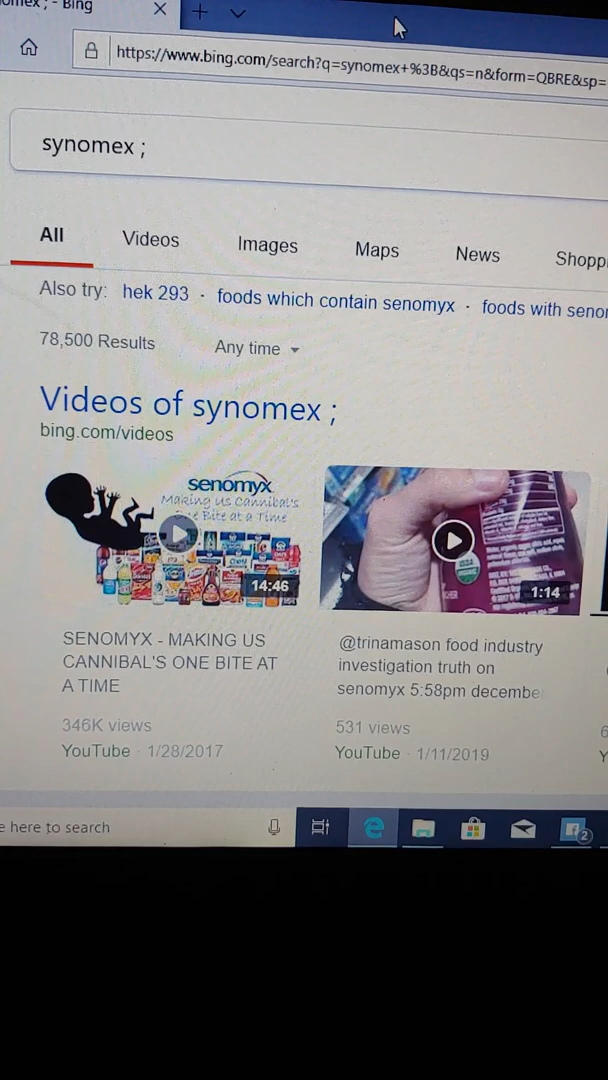 ; - Bing
https://www.bing.com/search?q=synomex+%3B&qs=n&form=QBRE&sp=
synomex ;
All Videos Images Maps News Shopp
Also try: hek 293 · foods which contain senomyx · foods with senor
78,500 Results Any time
Videos of synomex ;
bing.com/videos
senomyx
Making us Cannibal's
One Bite at a Time
14:46
1:14
SENOMYX - MAKING US
CANNIBAL'S ONE BITE AT
A TIME
346K views
YouTube · 1/28/2017
@trinamason food industry
investigation truth on
senomyx 5:58pm decembe
531 views
YouTube · 1/11/2019
e here to search
2